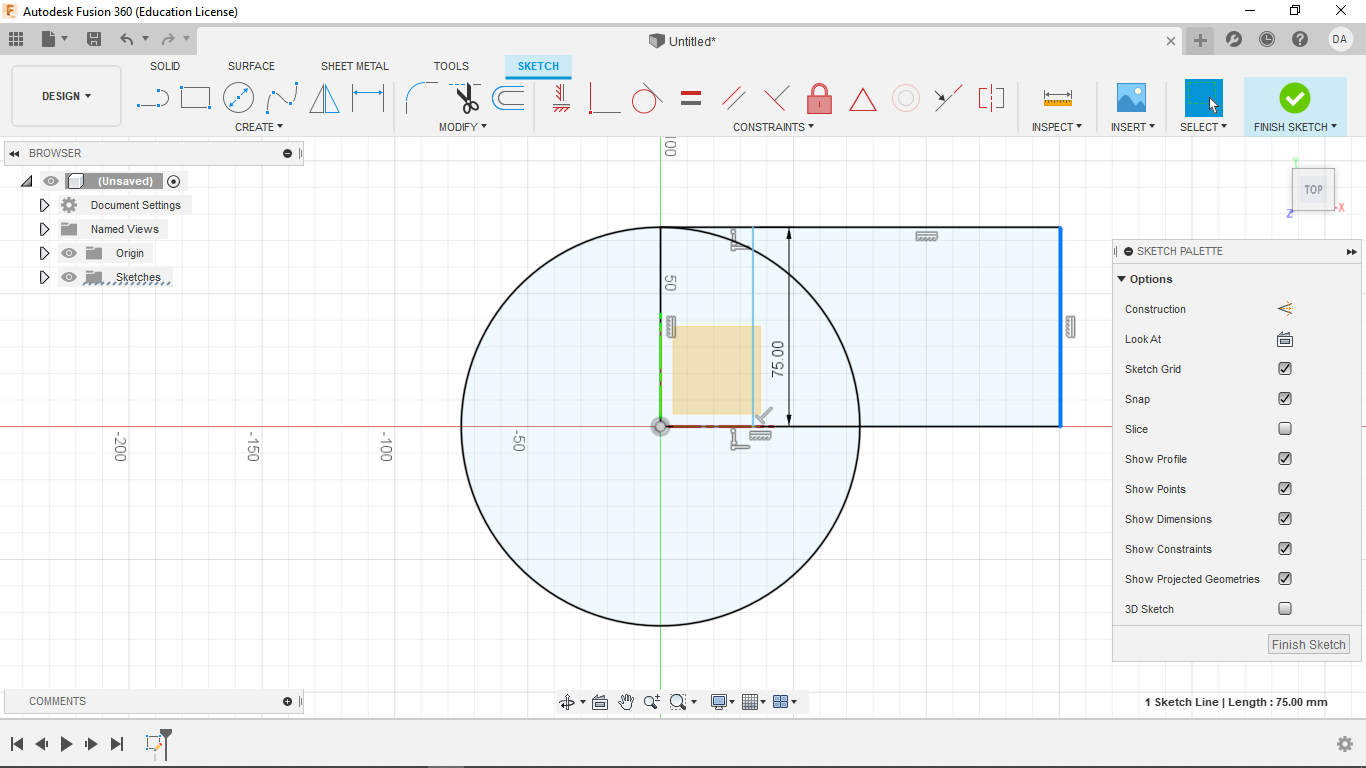 Autodesk Fusion 360 (Education License)
Untitled*
DA
DESIGN
SOLID SURFACE SHEET METAL TOOLS SKETCH
CREATE MODIFY CONSTRAINTS INSPECT INSERT SELECT FINISH SKETCH
BROWSER
(Unsaved)
Document Settings
Named Views
Origin
Sketches
00
50
75.00
-200
-150
-100
-50
Y
TOP
Z
-X
SKETCH PALETTE
Options
Construction
Look At
Sketch Grid
Snap
Slice
Show Profile
Show Points
Show Dimensions
Show Constraints
Show Projected Geometries
3D Sketch
Finish Sketch
COMMENTS
1 Sketch Line | Length : 75.00 mm